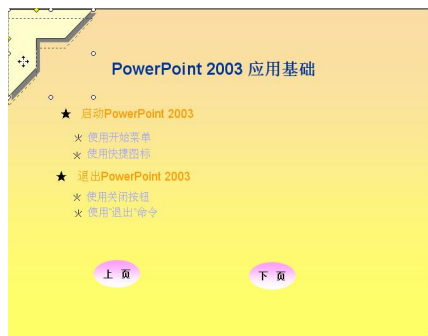 PowerPoint 2003 应用基础
★ 启动PowerPoint 2003
使用开始菜单
使用快捷图标
★ 退出PowerPoint 2003
使用关闭按钮
使用“退出”命令
上 页 下 页